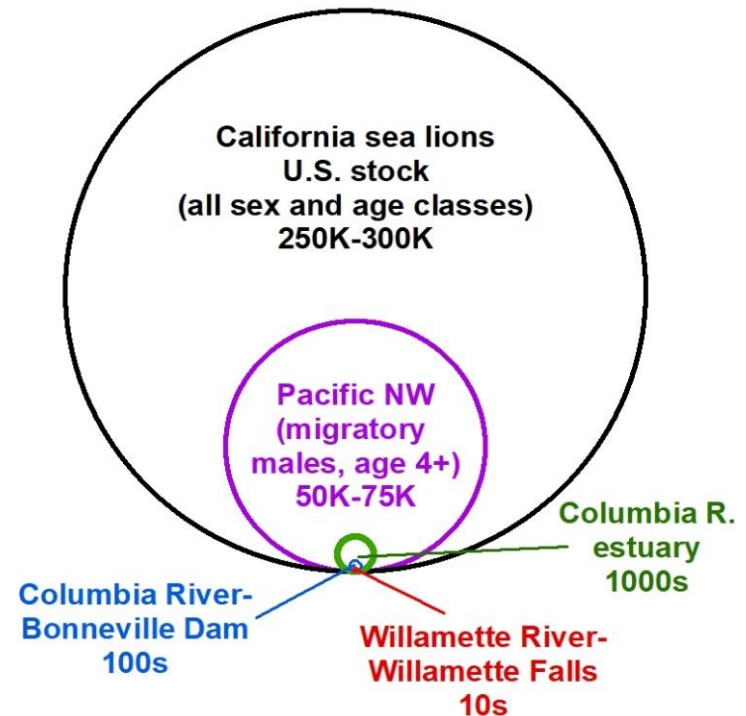 California sea lions
U.S. stock
(all sex and age classes)
250K-300K
Pacific NW
(migratory
males, age 4+)
50K-75K
Columbia R.
estuary
1000s
Columbia River-
Bonneville Dam
100s
Willamette River-
Willamette Falls
10s